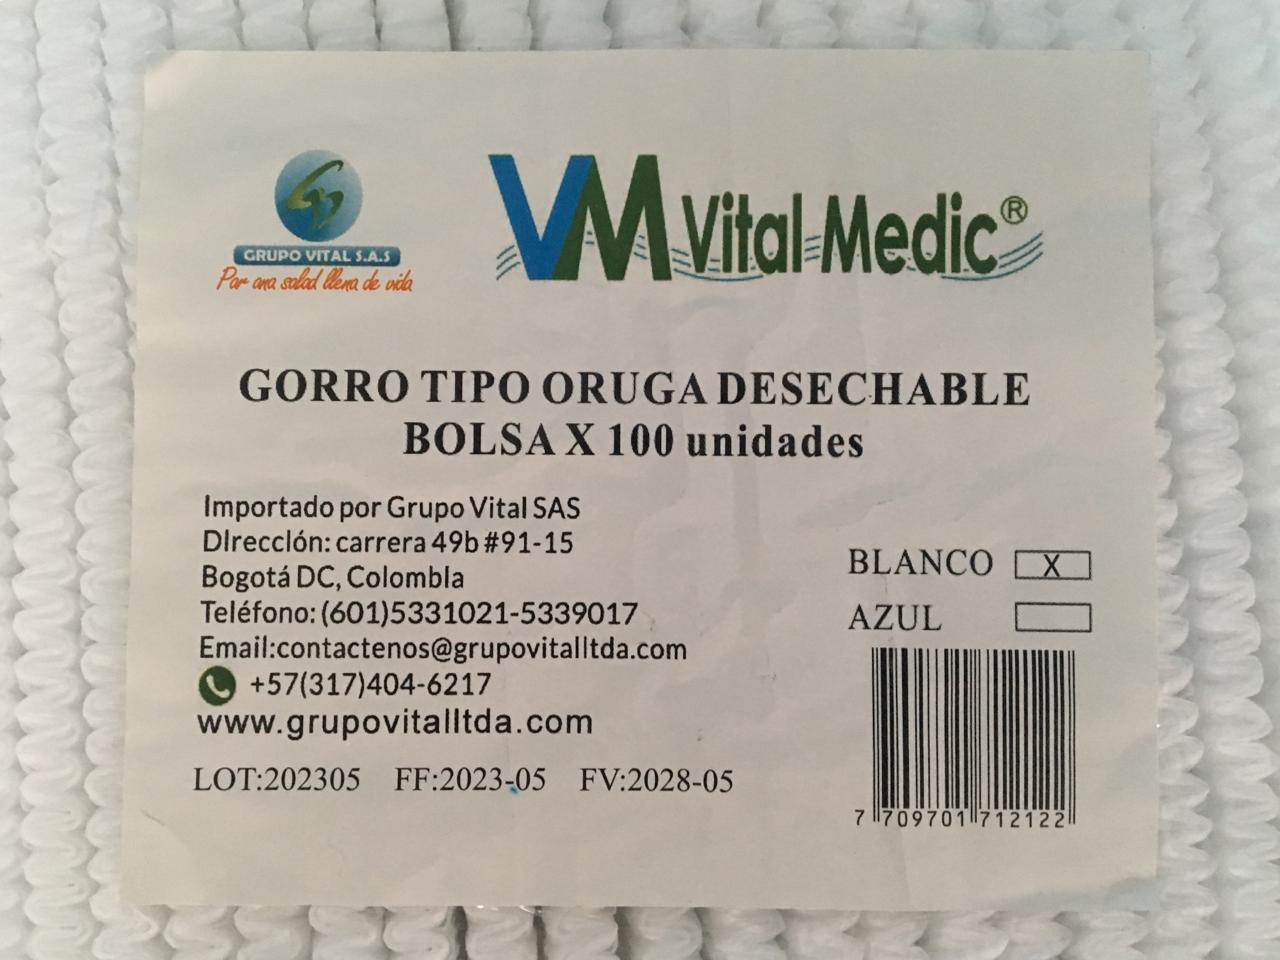 GRUPO VITAL S.A.S
Por una salud llena de vida
VM Vital Medic®
GORRO TIPO ORUGA DESECHABLE
BOLSA X 100 unidades
Importado por Grupo Vital SAS
Dirección: carrera 49b #91-15
Bogotá DC, Colombia
Teléfono: (601)5331021-5339017
Email:contactenos@grupovitalltda.com
+57(317)404-6217
www.grupovitalltda.com
LOT:202305 FF:2023-05 FV:2028-05
BLANCO X
AZUL
7 709701 712122